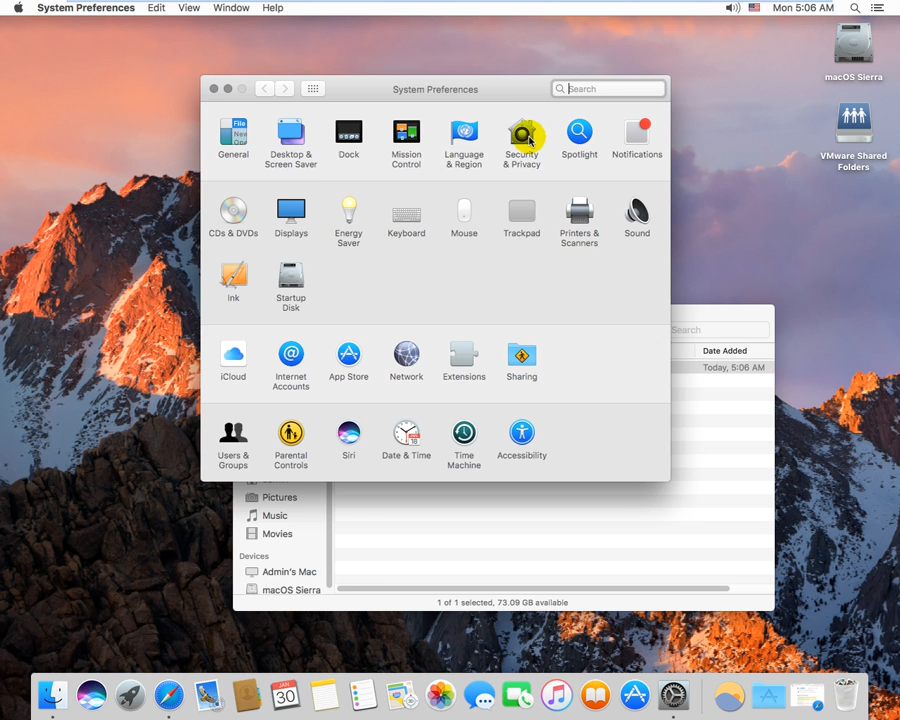 System Preferences Edit View Window Help Mon 5:06 AM
macOS Sierra
VMware Shared
Folders
System Preferences
Search
File
New
General
Desktop &
Screen Saver
Dock
Mission
Control
Language
& Region
Security
& Privacy
Spotlight
Notifications
CDs & DVDs
Displays
Energy
Saver
Keyboard
Mouse
Trackpad
Printers &
Scanners
Sound
Ink
Startup
Disk
iCloud
Internet
Accounts
App Store
Network
Extensions
Sharing
Users &
Groups
Parental
Controls
Siri
Date & Time
Time
Machine
Accessibility
Search
Date Added
Today, 5:06 AM
Pictures
Music
Movies
Devices
Admin's Mac
macOS Sierra
1 of 1 selected, 73.09 GB available
JAN
30